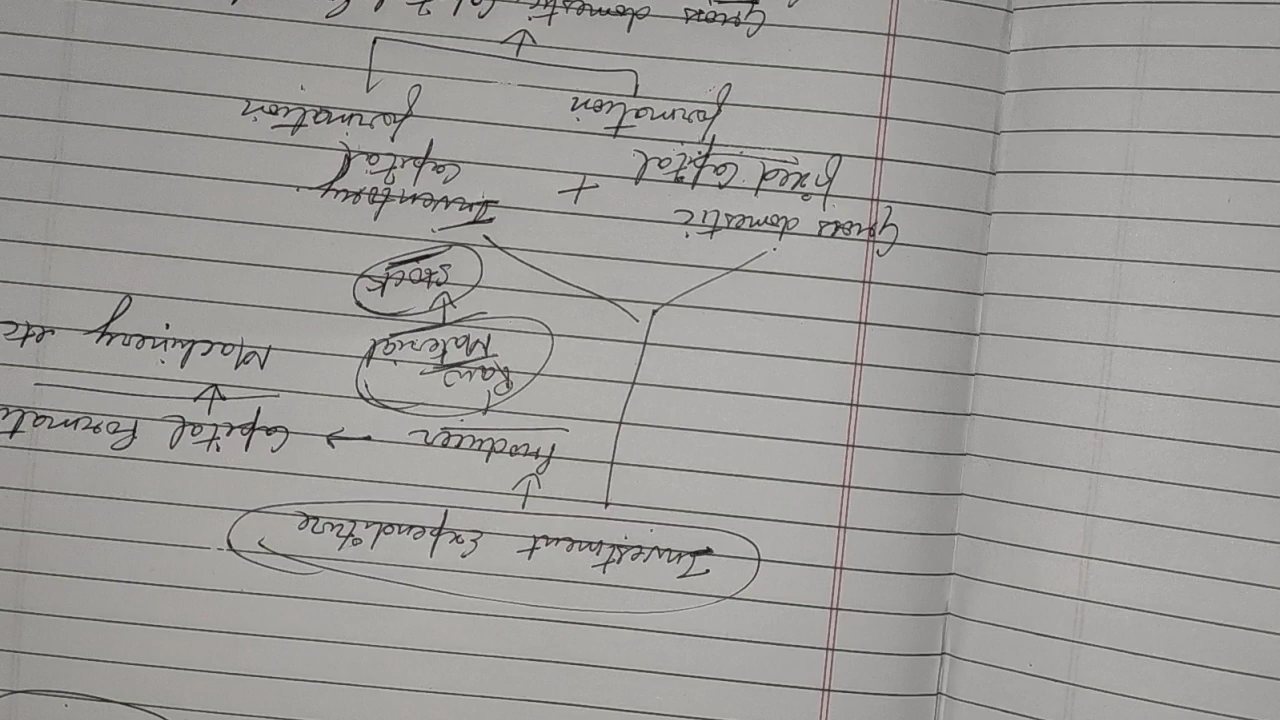 Investment Expenditure
Producer → Capital Formati
Raw
Material
Machinery etc
Stock
Gross domestic
fixed capital
formation
+
Inventory
capital
formation
Gross domestic